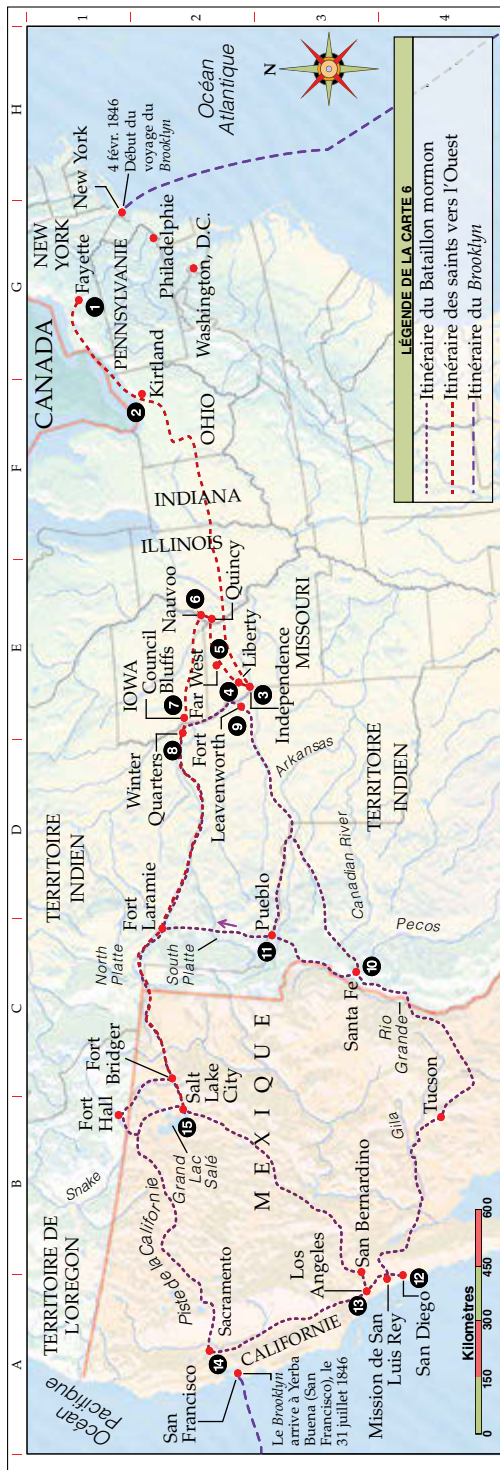 A
B
C
D
E
F
G
H
1
2
3
4
Océan
Pacifique
TERRITOIRE DE
L'OREGON
Snake
Fort
Hall
Fort
Bridger
North
Platte
South
Platte
Fort
Laramie
TERRITOIRE
INDIEN
Winter
Quarters
8
7
IOWA
Council
Bluffs
Far West
5
4
Nauvoo
6
Quincy
Liberty
3
Independence
MISSOURI
9
Fort
Leavenworth
ILLINOIS
INDIANA
OHIO
CANADA
2
Kirtland
NEW
YORK
Fayette
1
PENNSYLVANIE
New York
4 févr. 1846
Début du
voyage du
Brooklyn
Philadelphie
Washington, D.C.
Océan
Atlantique
N
Piste de la Californie
Grand
Lac
Salé
Salt
Lake
City
15
MEXIQUE
Pueblo
11
Arkansas
TERRITOIRE
INDIEN
Canadian River
Pecos
Santa Fe
10
Rio
Grande
Tucson
Gila
San
Francisco
14
Sacramento
Le Brooklyn
arrive à Yerba
Buena (San
Francisco), le
31 juillet 1846
CALIFORNIE
Los
Angeles
13
San Bernardino
Mission de San
Luis Rey
San Diego
12
Kilomètres
0
150
300
450
600
LÉGENDE DE LA CARTE 6
Itinéraire du Bataillon mormon
Itinéraire des saints vers l'Ouest
Itinéraire du Brooklyn